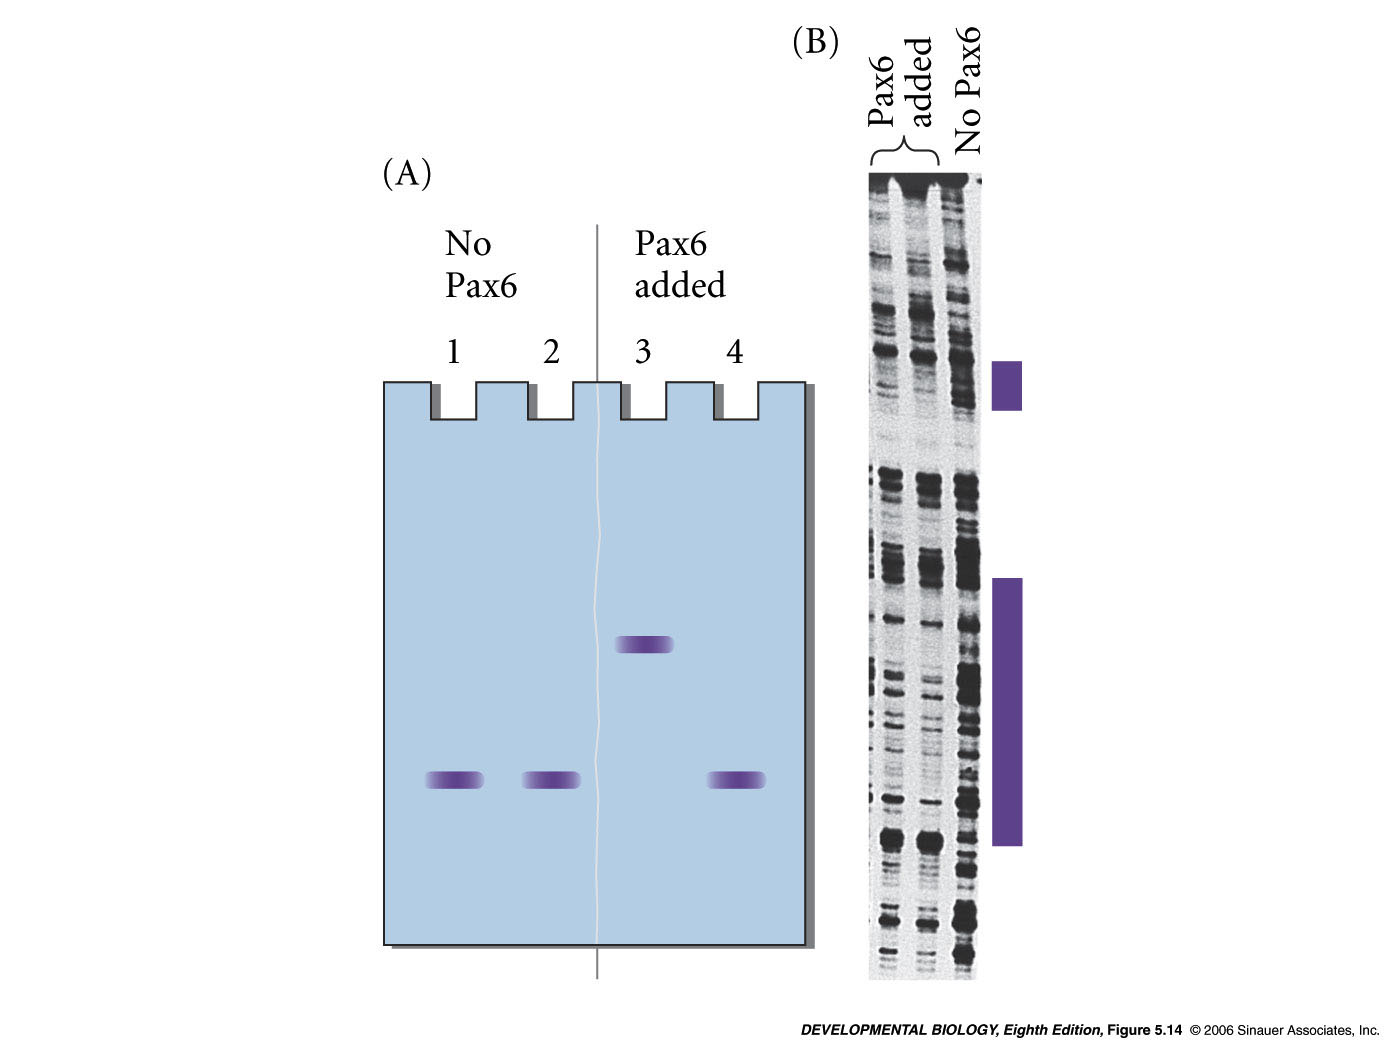 (A)
No
Pax6
Pax6
added
1 2 3 4
(B)
Pax6
added
No Pax6
DEVELOPMENTAL BIOLOGY, Eighth Edition, Figure 5.14 © 2006 Sinauer Associates, Inc.